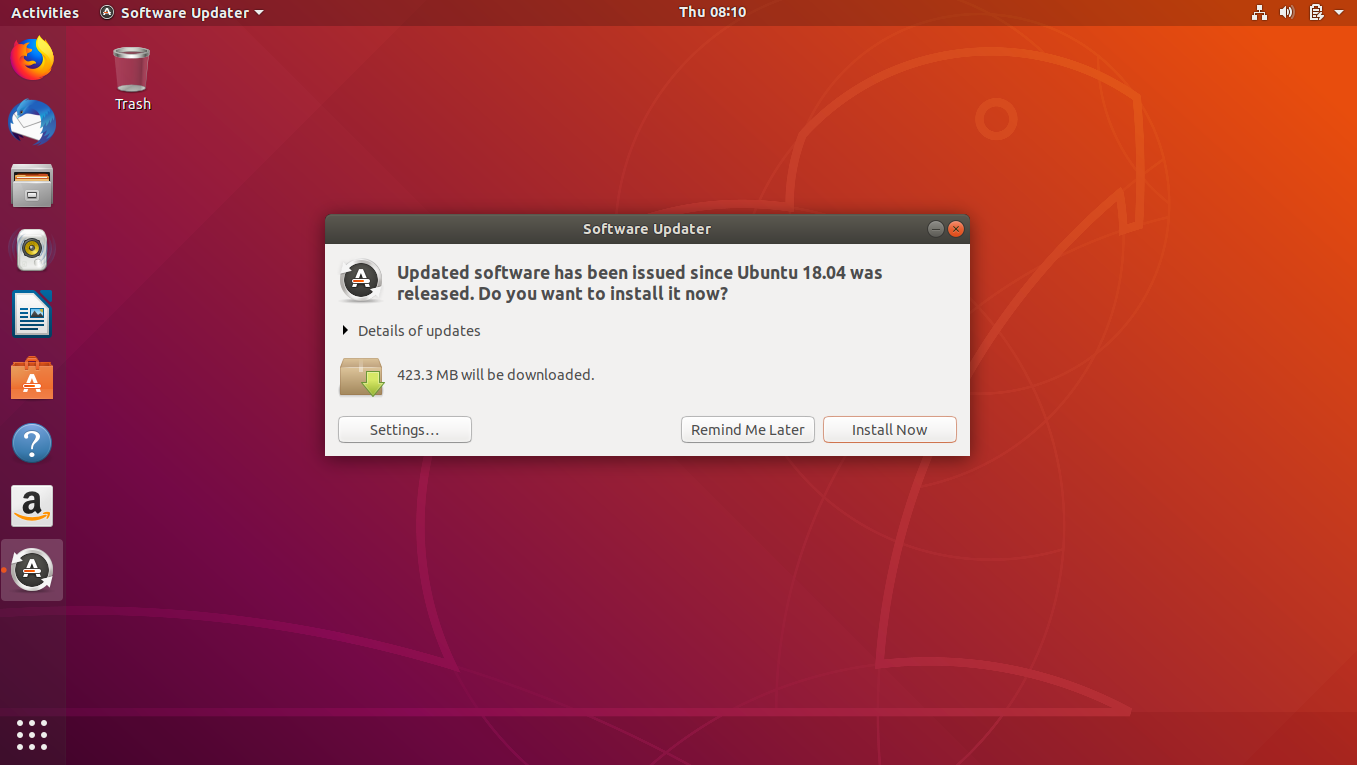 Activities Software Updater Thu 08:10
Trash
Software Updater
Updated software has been issued since Ubuntu 18.04 was
released. Do you want to install it now?
Details of updates
423.3 MB will be downloaded.
Settings… Remind Me Later Install Now